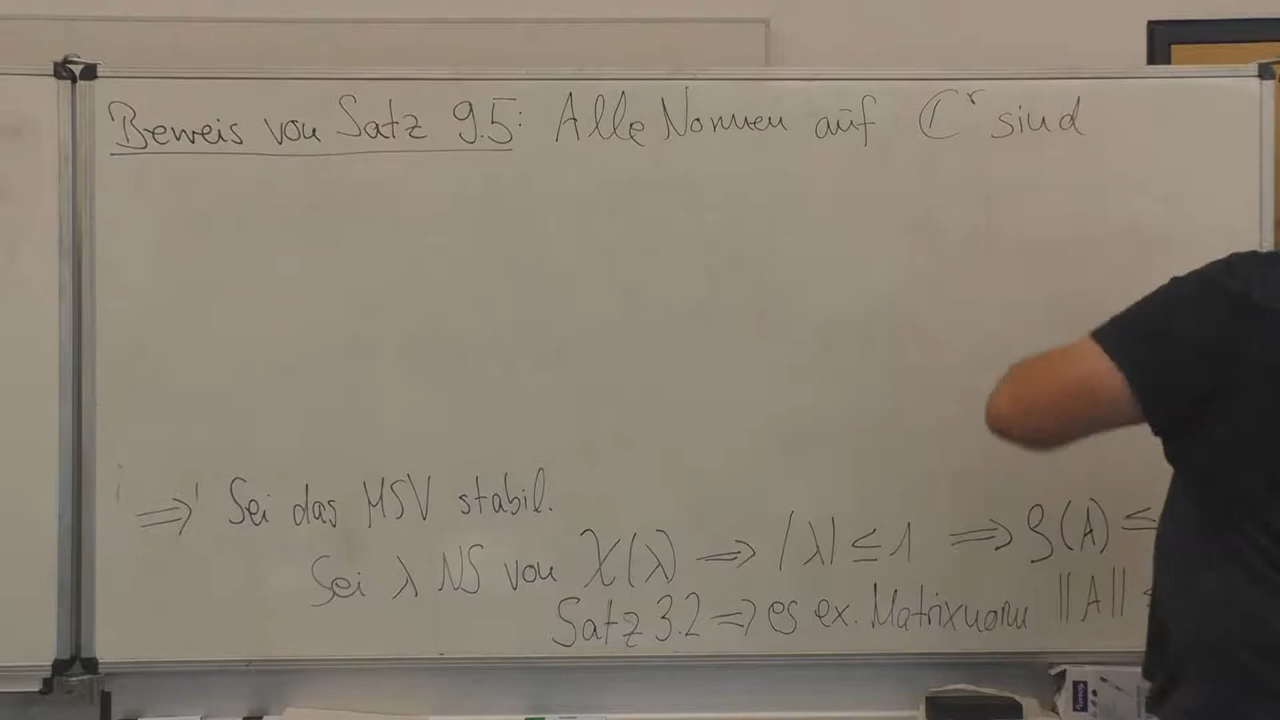 Beweis von Satz 9.5: Alle Normen auf ℂ^r sind
"⇒" Sei das MSV stabil.
Sei λ NS von χ(λ) ⇒ |λ| ≤ 1 ⇒ ρ(A) ≤
Satz 3.2 ⇒ es ex. Matrixnorm ||A||